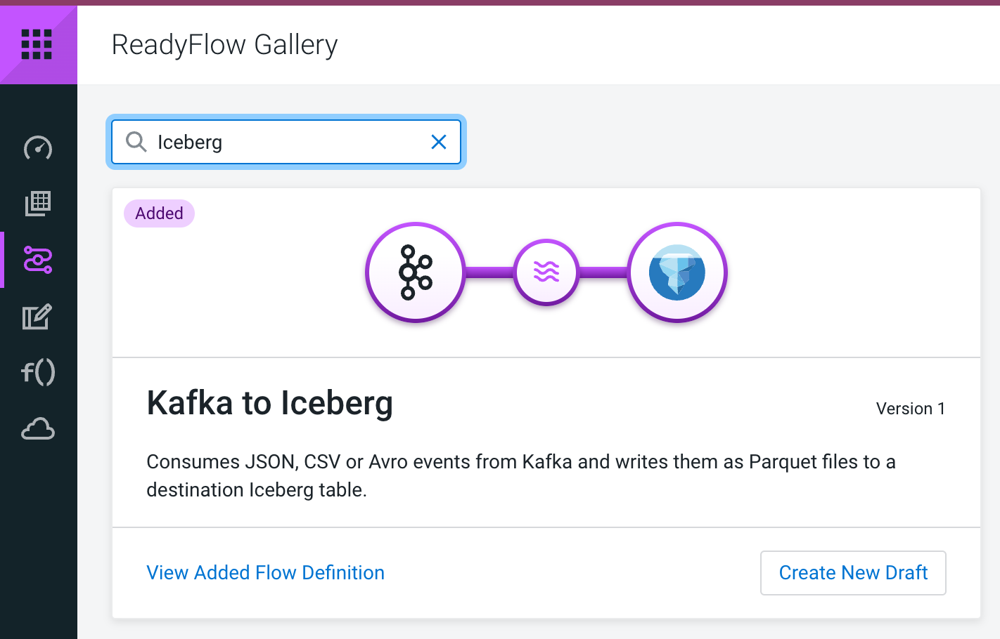 ReadyFlow Gallery
Iceberg
Added
Kafka to Iceberg
Version 1
Consumes JSON, CSV or Avro events from Kafka and writes them as Parquet files to a
destination Iceberg table.
View Added Flow Definition
Create New Draft
f()